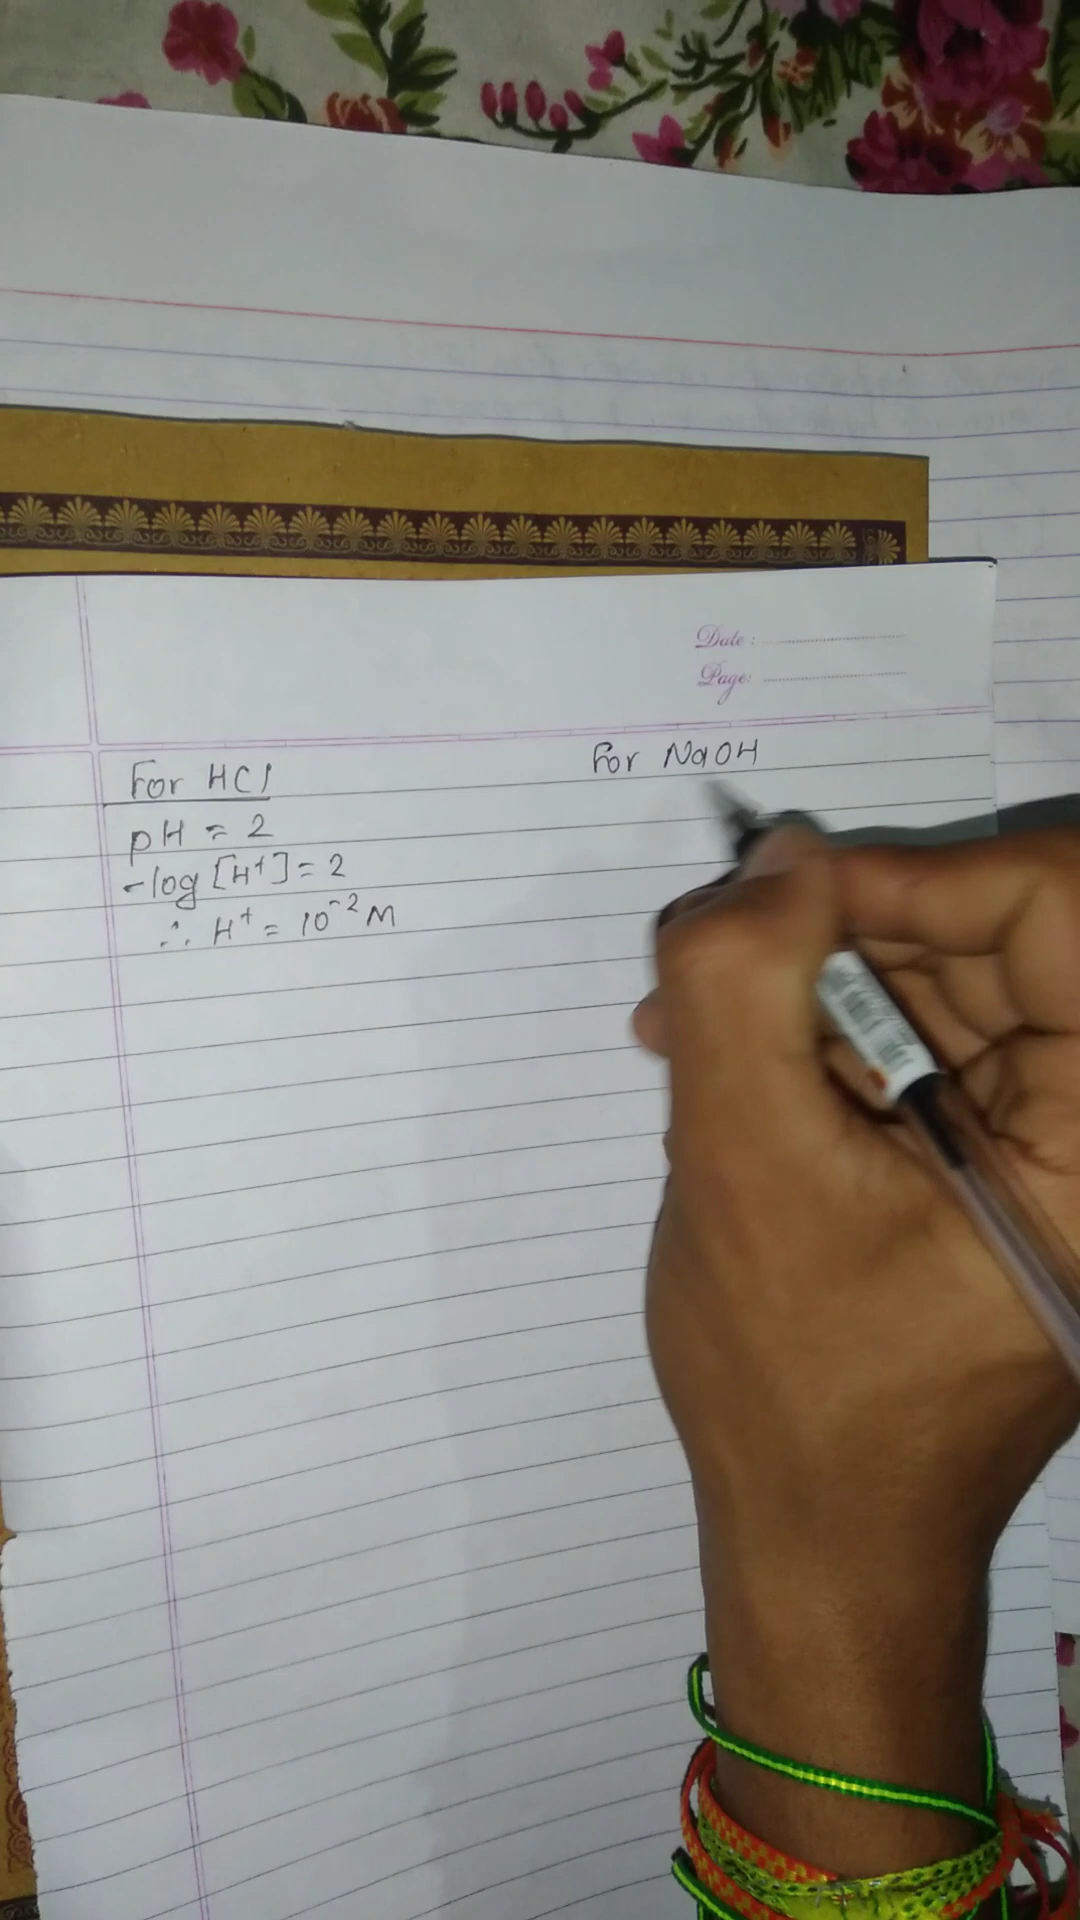 Date :
Page:
For HCl
For NaOH
pH = 2
-log [H⁺] = 2
∴ H⁺ = 10⁻² M